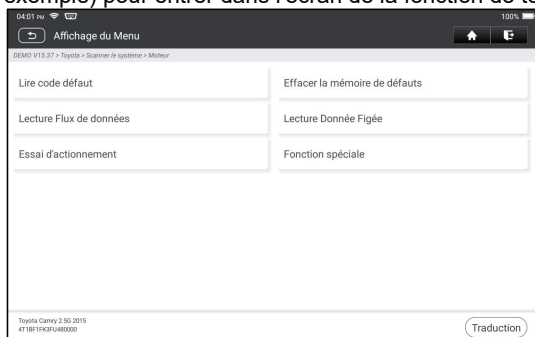 exemple) pour entrer dans l'écran de la fonction de te
04:01 PM 100%
Affichage du Menu
DEMO V15.37 > Toyota > Scanner le système > Moteur
Lire code défaut Effacer la mémoire de défauts
Lecture Flux de données Lecture Donnée Figée
Essai d'actionnement Fonction spéciale
Toyota Camry 2.5G 2015
4T1BF1FK3FU480000
Traduction